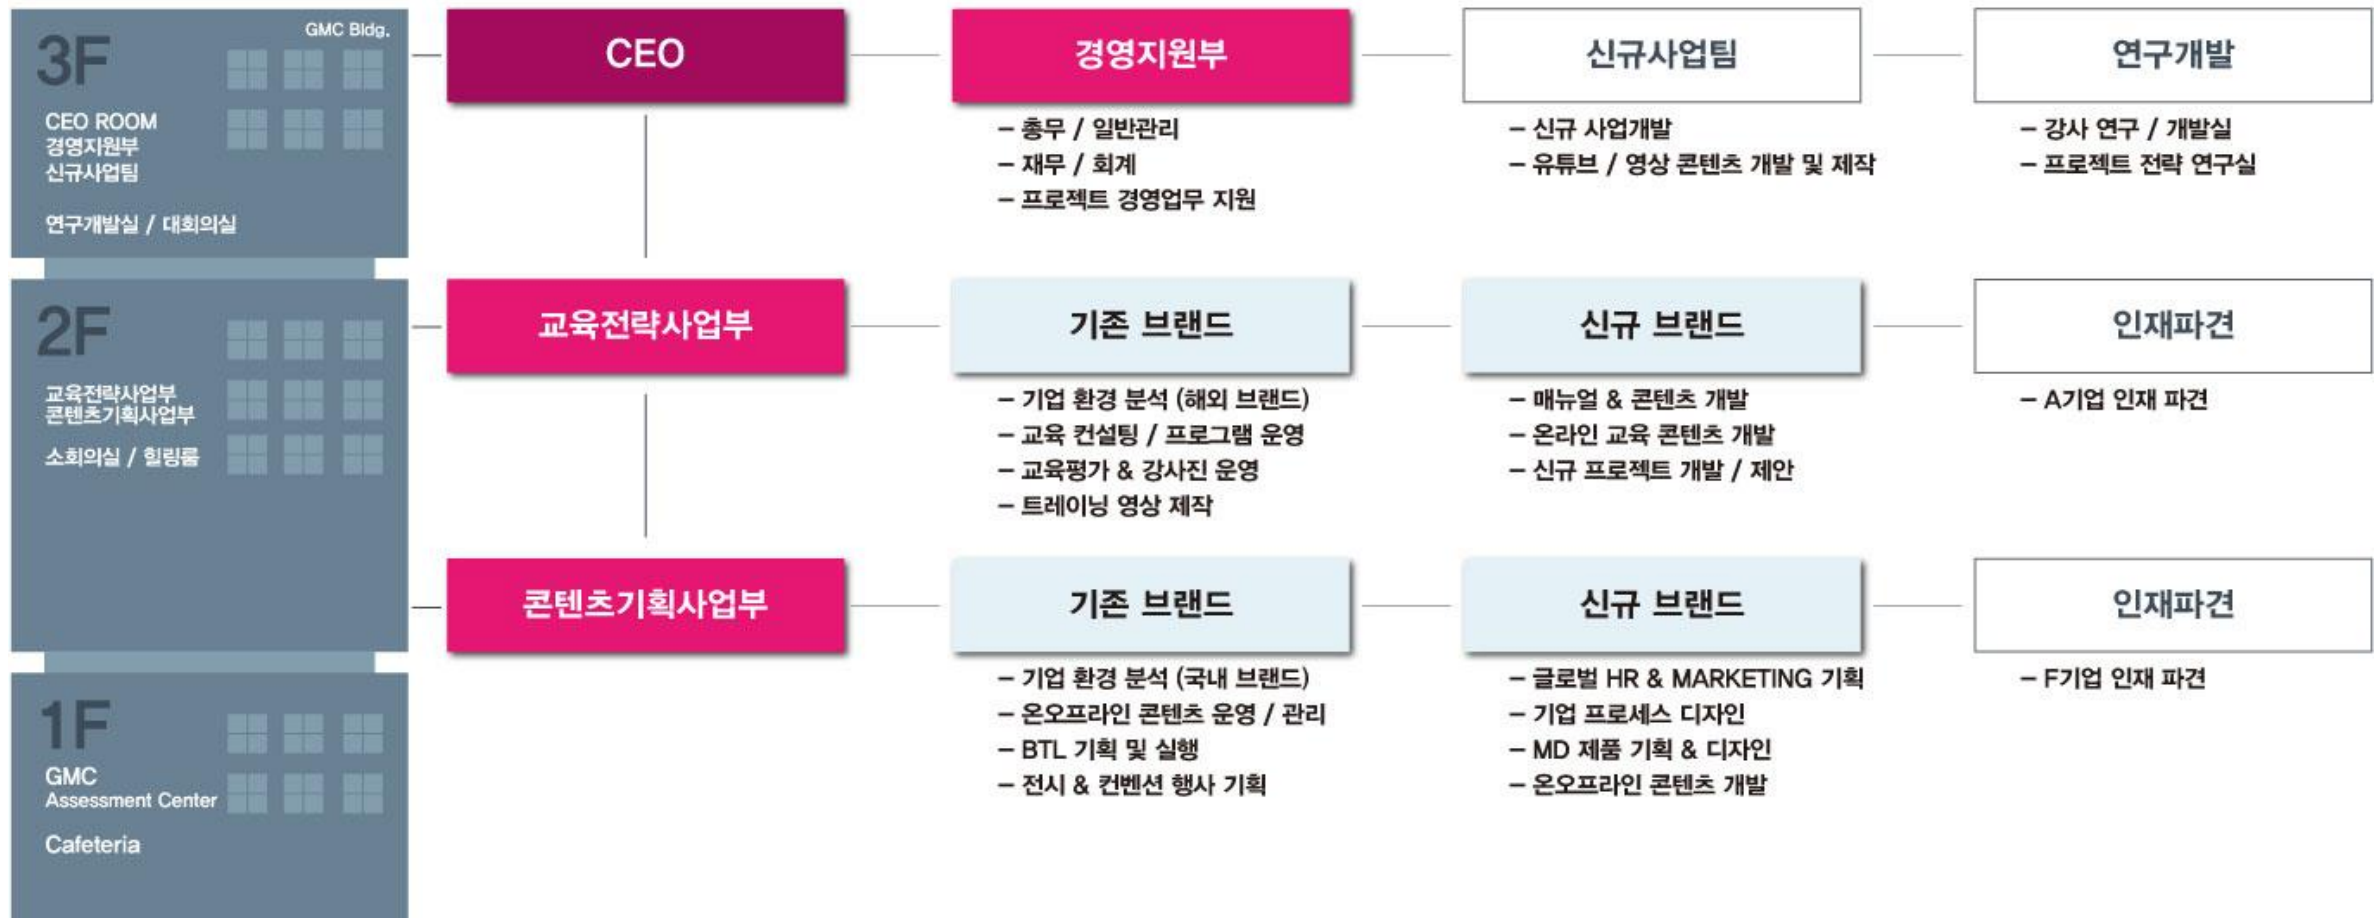 GMC Bldg.
3F
CEO ROOM
경영지원부
신규사업팀
연구개발실 / 대회의실
CEO
경영지원부
– 총무 / 일반관리
– 재무 / 회계
– 프로젝트 경영업무 지원
신규사업팀
– 신규 사업개발
– 유튜브 / 영상 콘텐츠 개발 및 제작
연구개발
– 강사 연구 / 개발실
– 프로젝트 전략 연구실
2F
교육전략사업부
콘텐츠기획사업부
소회의실 / 힐링룸
교육전략사업부
기존 브랜드
– 기업 환경 분석 (해외 브랜드)
– 교육 컨설팅 / 프로그램 운영
– 교육평가 & 강사진 운영
– 트레이닝 영상 제작
신규 브랜드
– 매뉴얼 & 콘텐츠 개발
– 온라인 교육 콘텐츠 개발
– 신규 프로젝트 개발 / 제안
인재파견
– A기업 인재 파견
콘텐츠기획사업부
기존 브랜드
– 기업 환경 분석 (국내 브랜드)
– 온오프라인 콘텐츠 운영 / 관리
– BTL 기획 및 실행
– 전시 & 컨벤션 행사 기획
신규 브랜드
– 글로벌 HR & MARKETING 기획
– 기업 프로세스 디자인
– MD 제품 기획 & 디자인
– 온오프라인 콘텐츠 개발
인재파견
– F기업 인재 파견
1F
GMC
Assessment Center
Cafeteria